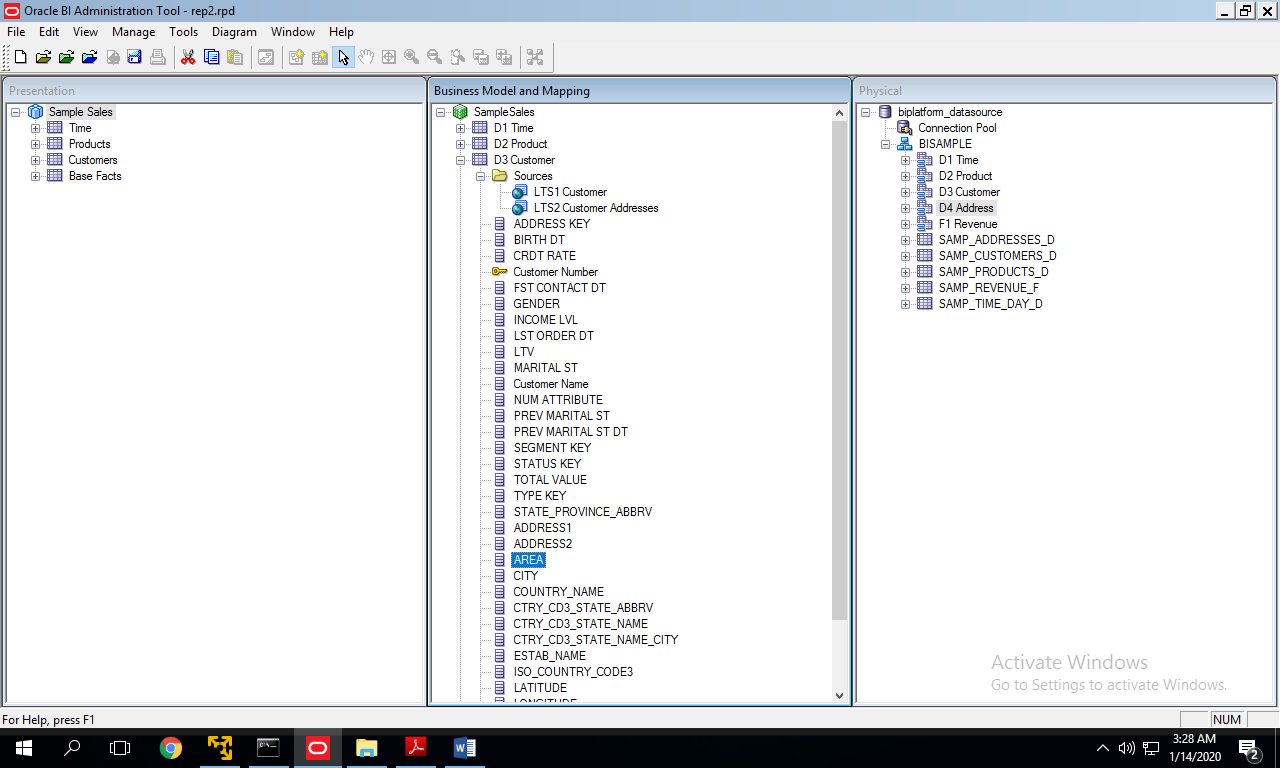 Oracle BI Administration Tool - rep2.rpd
File Edit View Manage Tools Diagram Window Help
Presentation
Sample Sales
Time
Products
Customers
Base Facts
Business Model and Mapping
SampleSales
D1 Time
D2 Product
D3 Customer
Sources
LTS1 Customer
LTS2 Customer Addresses
ADDRESS KEY
BIRTH DT
CRDT RATE
Customer Number
FST CONTACT DT
GENDER
INCOME LVL
LST ORDER DT
LTV
MARITAL ST
Customer Name
NUM ATTRIBUTE
PREV MARITAL ST
PREV MARITAL ST DT
SEGMENT KEY
STATUS KEY
TOTAL VALUE
TYPE KEY
STATE_PROVINCE_ABBRV
ADDRESS1
ADDRESS2
AREA
CITY
COUNTRY_NAME
CTRY_CD3_STATE_ABBRV
CTRY_CD3_STATE_NAME
CTRY_CD3_STATE_NAME_CITY
ESTAB_NAME
ISO_COUNTRY_CODE3
LATITUDE
Physical
biplatform_datasource
Connection Pool
BISAMPLE
D1 Time
D2 Product
D3 Customer
D4 Address
F1 Revenue
SAMP_ADDRESSES_D
SAMP_CUSTOMERS_D
SAMP_PRODUCTS_D
SAMP_REVENUE_F
SAMP_TIME_DAY_D
Activate Windows
Go to Settings to activate Windows.
For Help, press F1
NUM
3:28 AM
1/14/2020
2